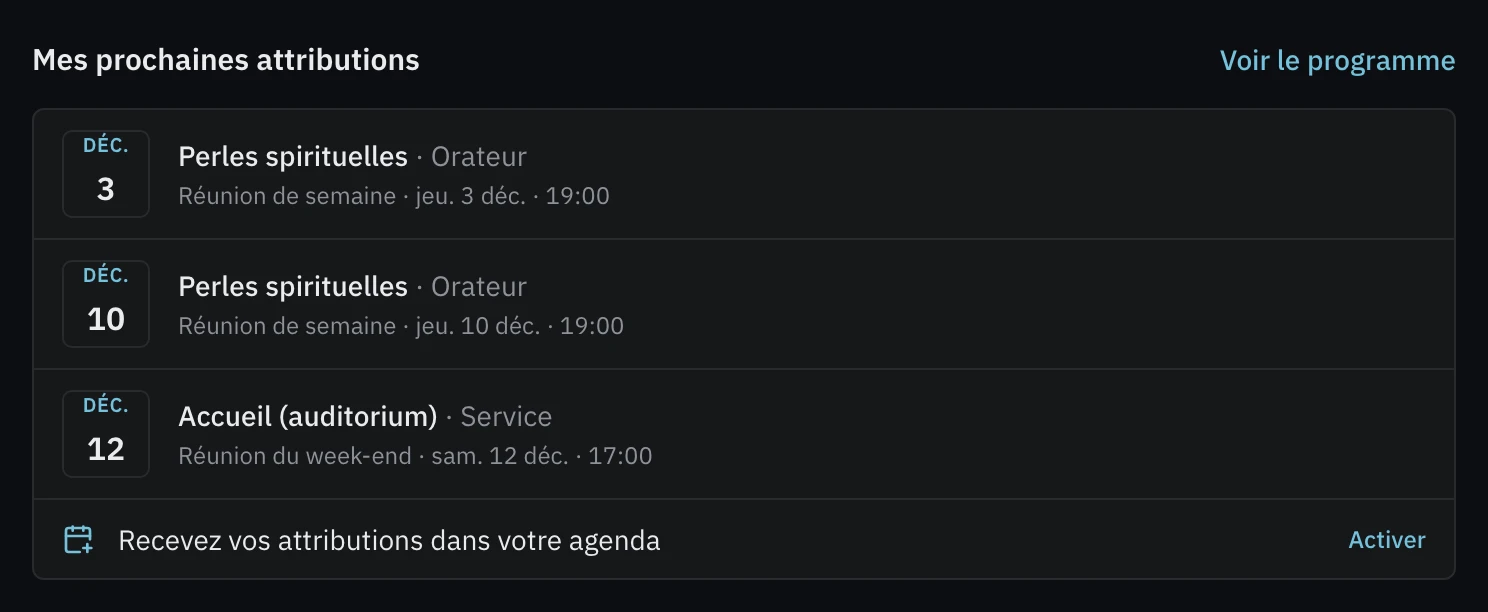 Mes prochaines attributions
Voir le programme
DÉC.
3
Perles spirituelles · Orateur
Réunion de semaine · jeu. 3 déc. · 19:00
DÉC.
10
Perles spirituelles · Orateur
Réunion de semaine · jeu. 10 déc. · 19:00
DÉC.
12
Accueil (auditorium) · Service
Réunion du week-end · sam. 12 déc. · 17:00
Recevez vos attributions dans votre agenda
Activer